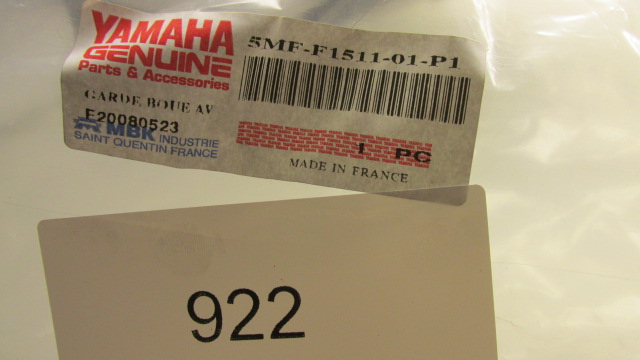 YAMAHA
GENUINE
Parts & Accessories
5MF-F1511-01-P1
GARDE BOUE AV
E20080523
MBK INDUSTRIE
SAINT QUENTIN FRANCE
1 PC
MADE IN FRANCE
922